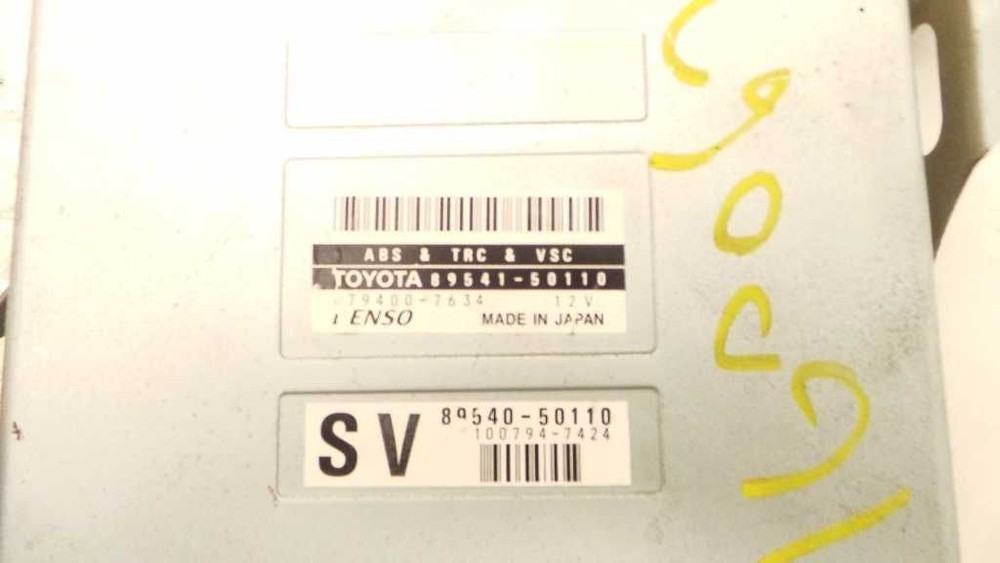 ABS & TRC & VSC
TOYOTA 89541-50110
79400-7634 12V
ENSO MADE IN JAPAN
SV
89540-50110
100794-7424